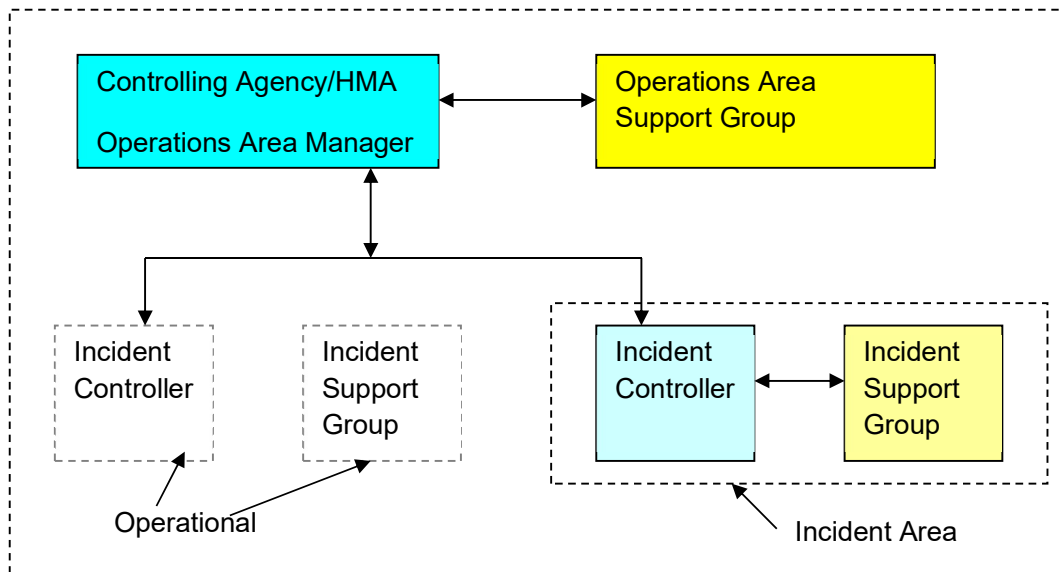 Controlling Agency/HMA
Operations Area Manager
Operations Area
Support Group
Incident
Controller
Incident
Support
Group
Incident
Controller
Incident
Support
Group
Operational
Incident Area